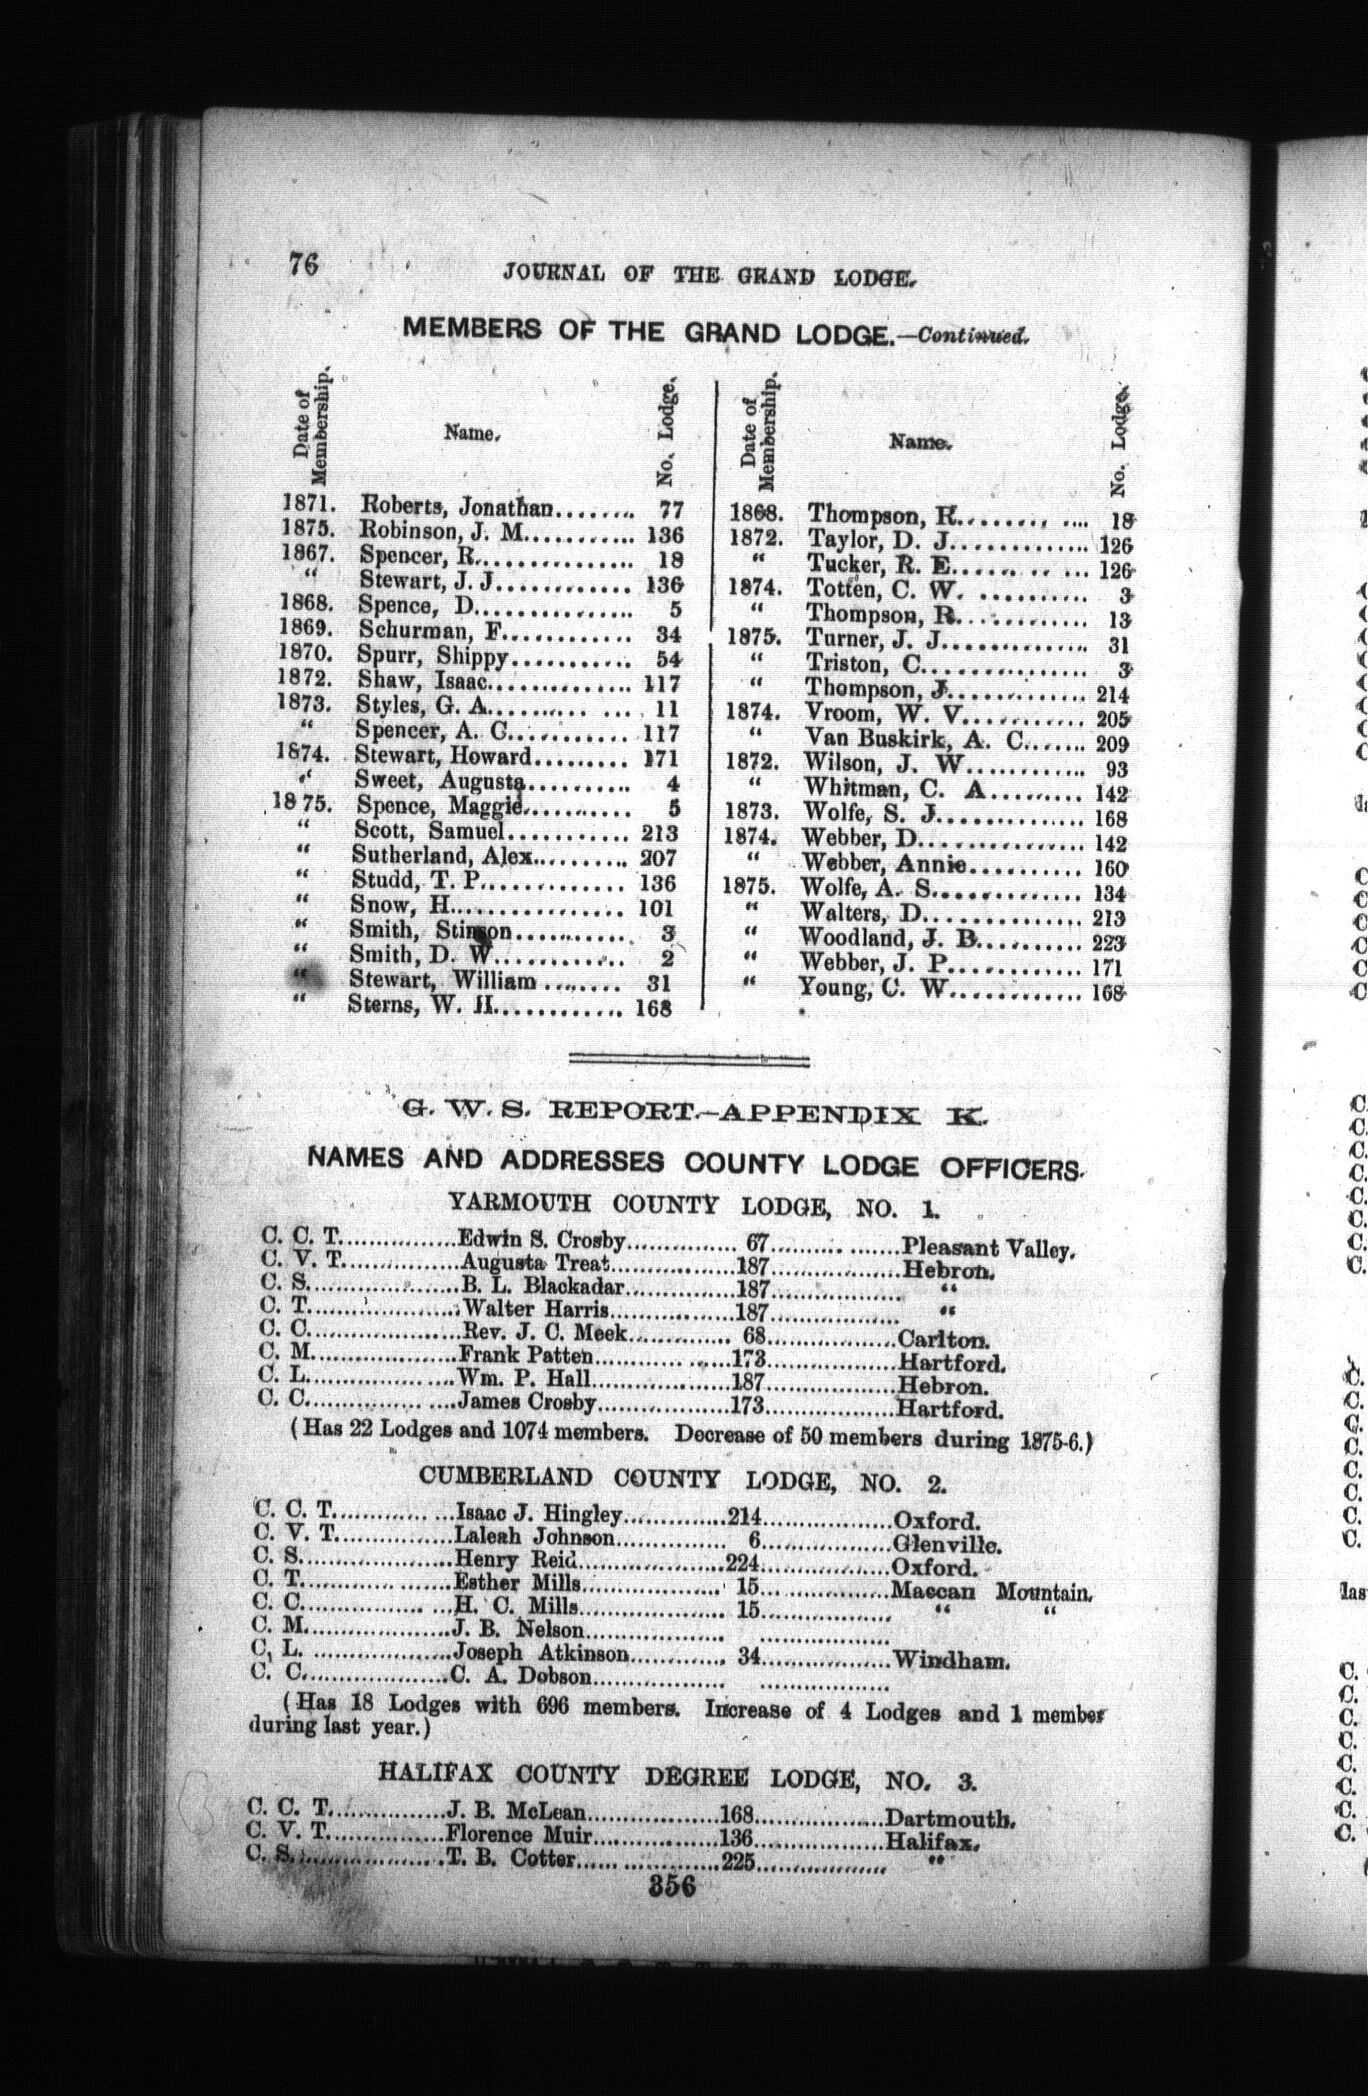 76
JOURNAL OF THE GRAND LODGE.
MEMBERS OF THE GRAND LODGE.—Continued.
Date of Membership. Name. No. Lodge.
1871. Roberts, Jonathan........ 77
1875. Robinson, J. M........... 136
1867. Spencer, R............... 18
“ Stewart, J. J............ 136
1868. Spence, D............... 5
1869. Schurman, F............ 34
1870. Spurr, Shippy........... 54
1872. Shaw, Isaac.............. 117
1873. Styles, G. A.......... ... 11
“ Spencer, A. C........... 117
1874. Stewart, Howard......... 171
“ Sweet, Augusta.......... 4
1875. Spence, Maggie.......... 5
“ Scott, Samuel............ 213
“ Sutherland, Alex......... 207
“ Studd, T. P............. 136
“ Snow, H................ 101
“ Smith, Stinson........... 3
“ Smith, D. W............ 2
“ Stewart, William ........ 31
“ Sterns, W. H............ 168
Date of Membership. Name. No. Lodge.
1868. Thompson, R......... .... 18
1872. Taylor, D. J............. 126
“ Tucker, R. E....... .. ... 126
1874. Totten, C. W. .......... 3
“ Thompson, R............ 13
1875. Turner, J. J............. 31
“ Triston, C............... 3
“ Thompson, J............. 214
1874. Vroom, W. V........... 205
“ Van Buskirk, A. C....... 209
1872. Wilson, J. W........... 93
“ Whitman, C. A......... 142
1873. Wolfe, S. J.............. 168
1874. Webber, D............... 142
“ Webber, Annie.......... 160
1875. Wolfe, A. S............. 134
“ Walters, D.............. 213
“ Woodland, J. B.......... 223
“ Webber, J. P............ 171
“ Young, C. W............ 168
G. W. S. REPORT.—APPENDIX K.
NAMES AND ADDRESSES COUNTY LODGE OFFICERS.
YARMOUTH COUNTY LODGE, NO. 1.
C. C. T...............Edwin S. Crosby.............. 67.......... .......Pleasant Valley.
C. V. T...............Augusta Treat................187.................Hebron.
C. S...................B. L. Blackadar..............187................. “
C. T...................Walter Harris................187................. “
C. C...................Rev. J. C. Meek............. 68.................Carlton.
C. M...................Frank Patten.................173.................Hartford.
C. L............... ....Wm. P. Hall..................187.................Hebron.
C. C.............. ....James Crosby.................173.................Hartford.
(Has 22 Lodges and 1074 members. Decrease of 50 members during 1875-6.)
CUMBERLAND COUNTY LODGE, NO. 2.
C. C. T............ ...Isaac J. Hingley.............214.................Oxford.
C. V. T...............Laleah Johnson.............. 6.................Glenville.
C. S...................Henry Reid...................224.................Oxford.
C. T........... .......Esther Mills.................. 15.................Maccan Mountain.
C. C............... ...H. C. Mills................... 15................. “ “
C. M..................J. B. Nelson.................. .................
C. L. ..................Joseph Atkinson............ 34.................Windham.
C. C...................C. A. Dobson................. .................
(Has 18 Lodges with 696 members. Increase of 4 Lodges and 1 member
during last year.)
HALIFAX COUNTY DEGREE LODGE, NO. 3.
C. C. T...............J. B. McLean.................168.................Dartmouth.
C. V. T...............Florence Muir................136.................Halifax.
C. S...................T. B. Cotter...... ............225................. “
356